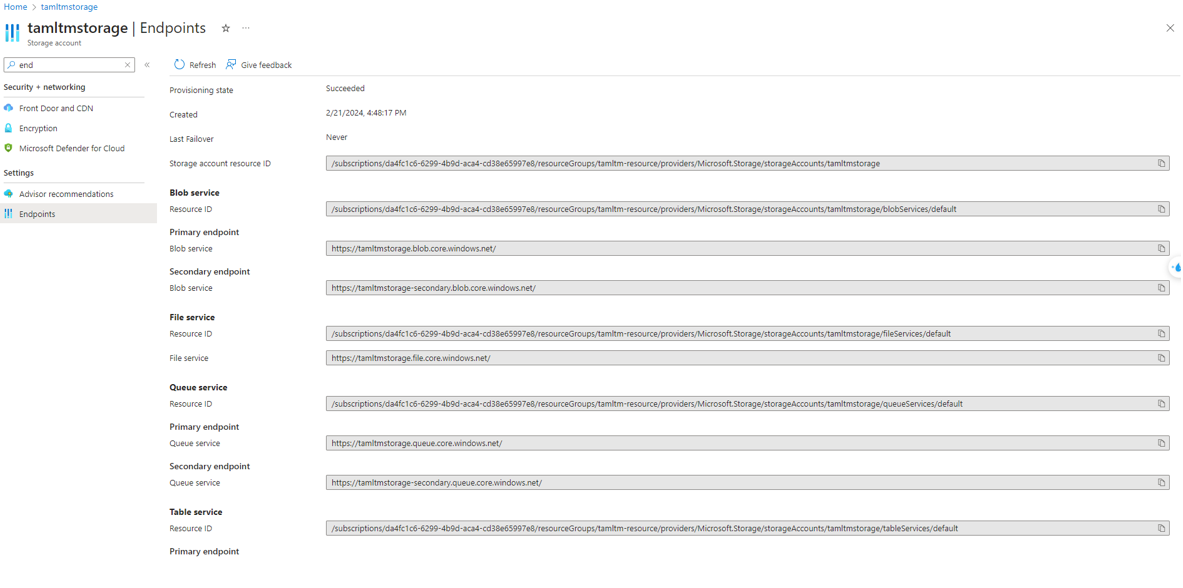 Home > tamltmstorage
tamltmstorage | Endpoints
Storage account
end
Refresh
Give feedback
Security + networking
Front Door and CDN
Encryption
Microsoft Defender for Cloud
Settings
Advisor recommendations
Endpoints
Provisioning state Succeeded
Created 2/21/2024, 4:48:17 PM
Last Failover Never
Storage account resource ID /subscriptions/da4fc1c6-6299-4b9d-aca4-cd38e65997e8/resourceGroups/tamltm-resource/providers/Microsoft.Storage/storageAccounts/tamltmstorage
Blob service
Resource ID /subscriptions/da4fc1c6-6299-4b9d-aca4-cd38e65997e8/resourceGroups/tamltm-resource/providers/Microsoft.Storage/storageAccounts/tamltmstorage/blobServices/default
Primary endpoint
Blob service https://tamltmstorage.blob.core.windows.net/
Secondary endpoint
Blob service https://tamltmstorage-secondary.blob.core.windows.net/
File service
Resource ID /subscriptions/da4fc1c6-6299-4b9d-aca4-cd38e65997e8/resourceGroups/tamltm-resource/providers/Microsoft.Storage/storageAccounts/tamltmstorage/fileServices/default
File service https://tamltmstorage.file.core.windows.net/
Queue service
Resource ID /subscriptions/da4fc1c6-6299-4b9d-aca4-cd38e65997e8/resourceGroups/tamltm-resource/providers/Microsoft.Storage/storageAccounts/tamltmstorage/queueServices/default
Primary endpoint
Queue service https://tamltmstorage.queue.core.windows.net/
Secondary endpoint
Queue service https://tamltmstorage-secondary.queue.core.windows.net/
Table service
Resource ID /subscriptions/da4fc1c6-6299-4b9d-aca4-cd38e65997e8/resourceGroups/tamltm-resource/providers/Microsoft.Storage/storageAccounts/tamltmstorage/tableServices/default
Primary endpoint